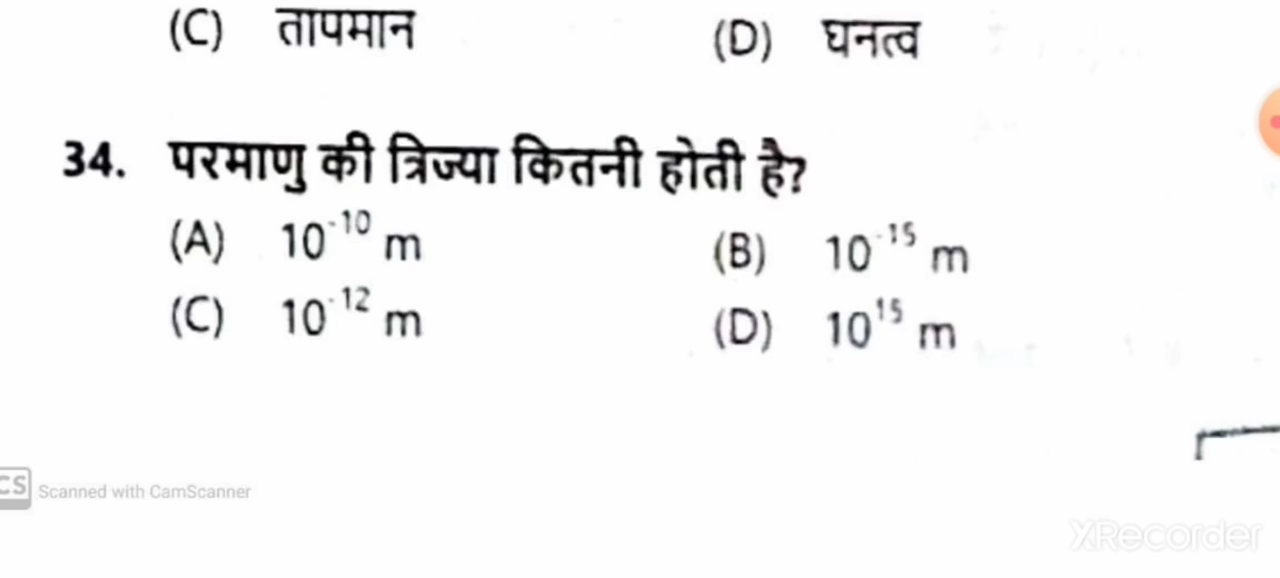 (C) तापमान (D) घनत्व
34. परमाणु की त्रिज्या कितनी होती है?
(A) 10⁻¹⁰ m (B) 10⁻¹⁵ m
(C) 10⁻¹² m (D) 10¹⁵ m
CS Scanned with CamScanner
XRecorder